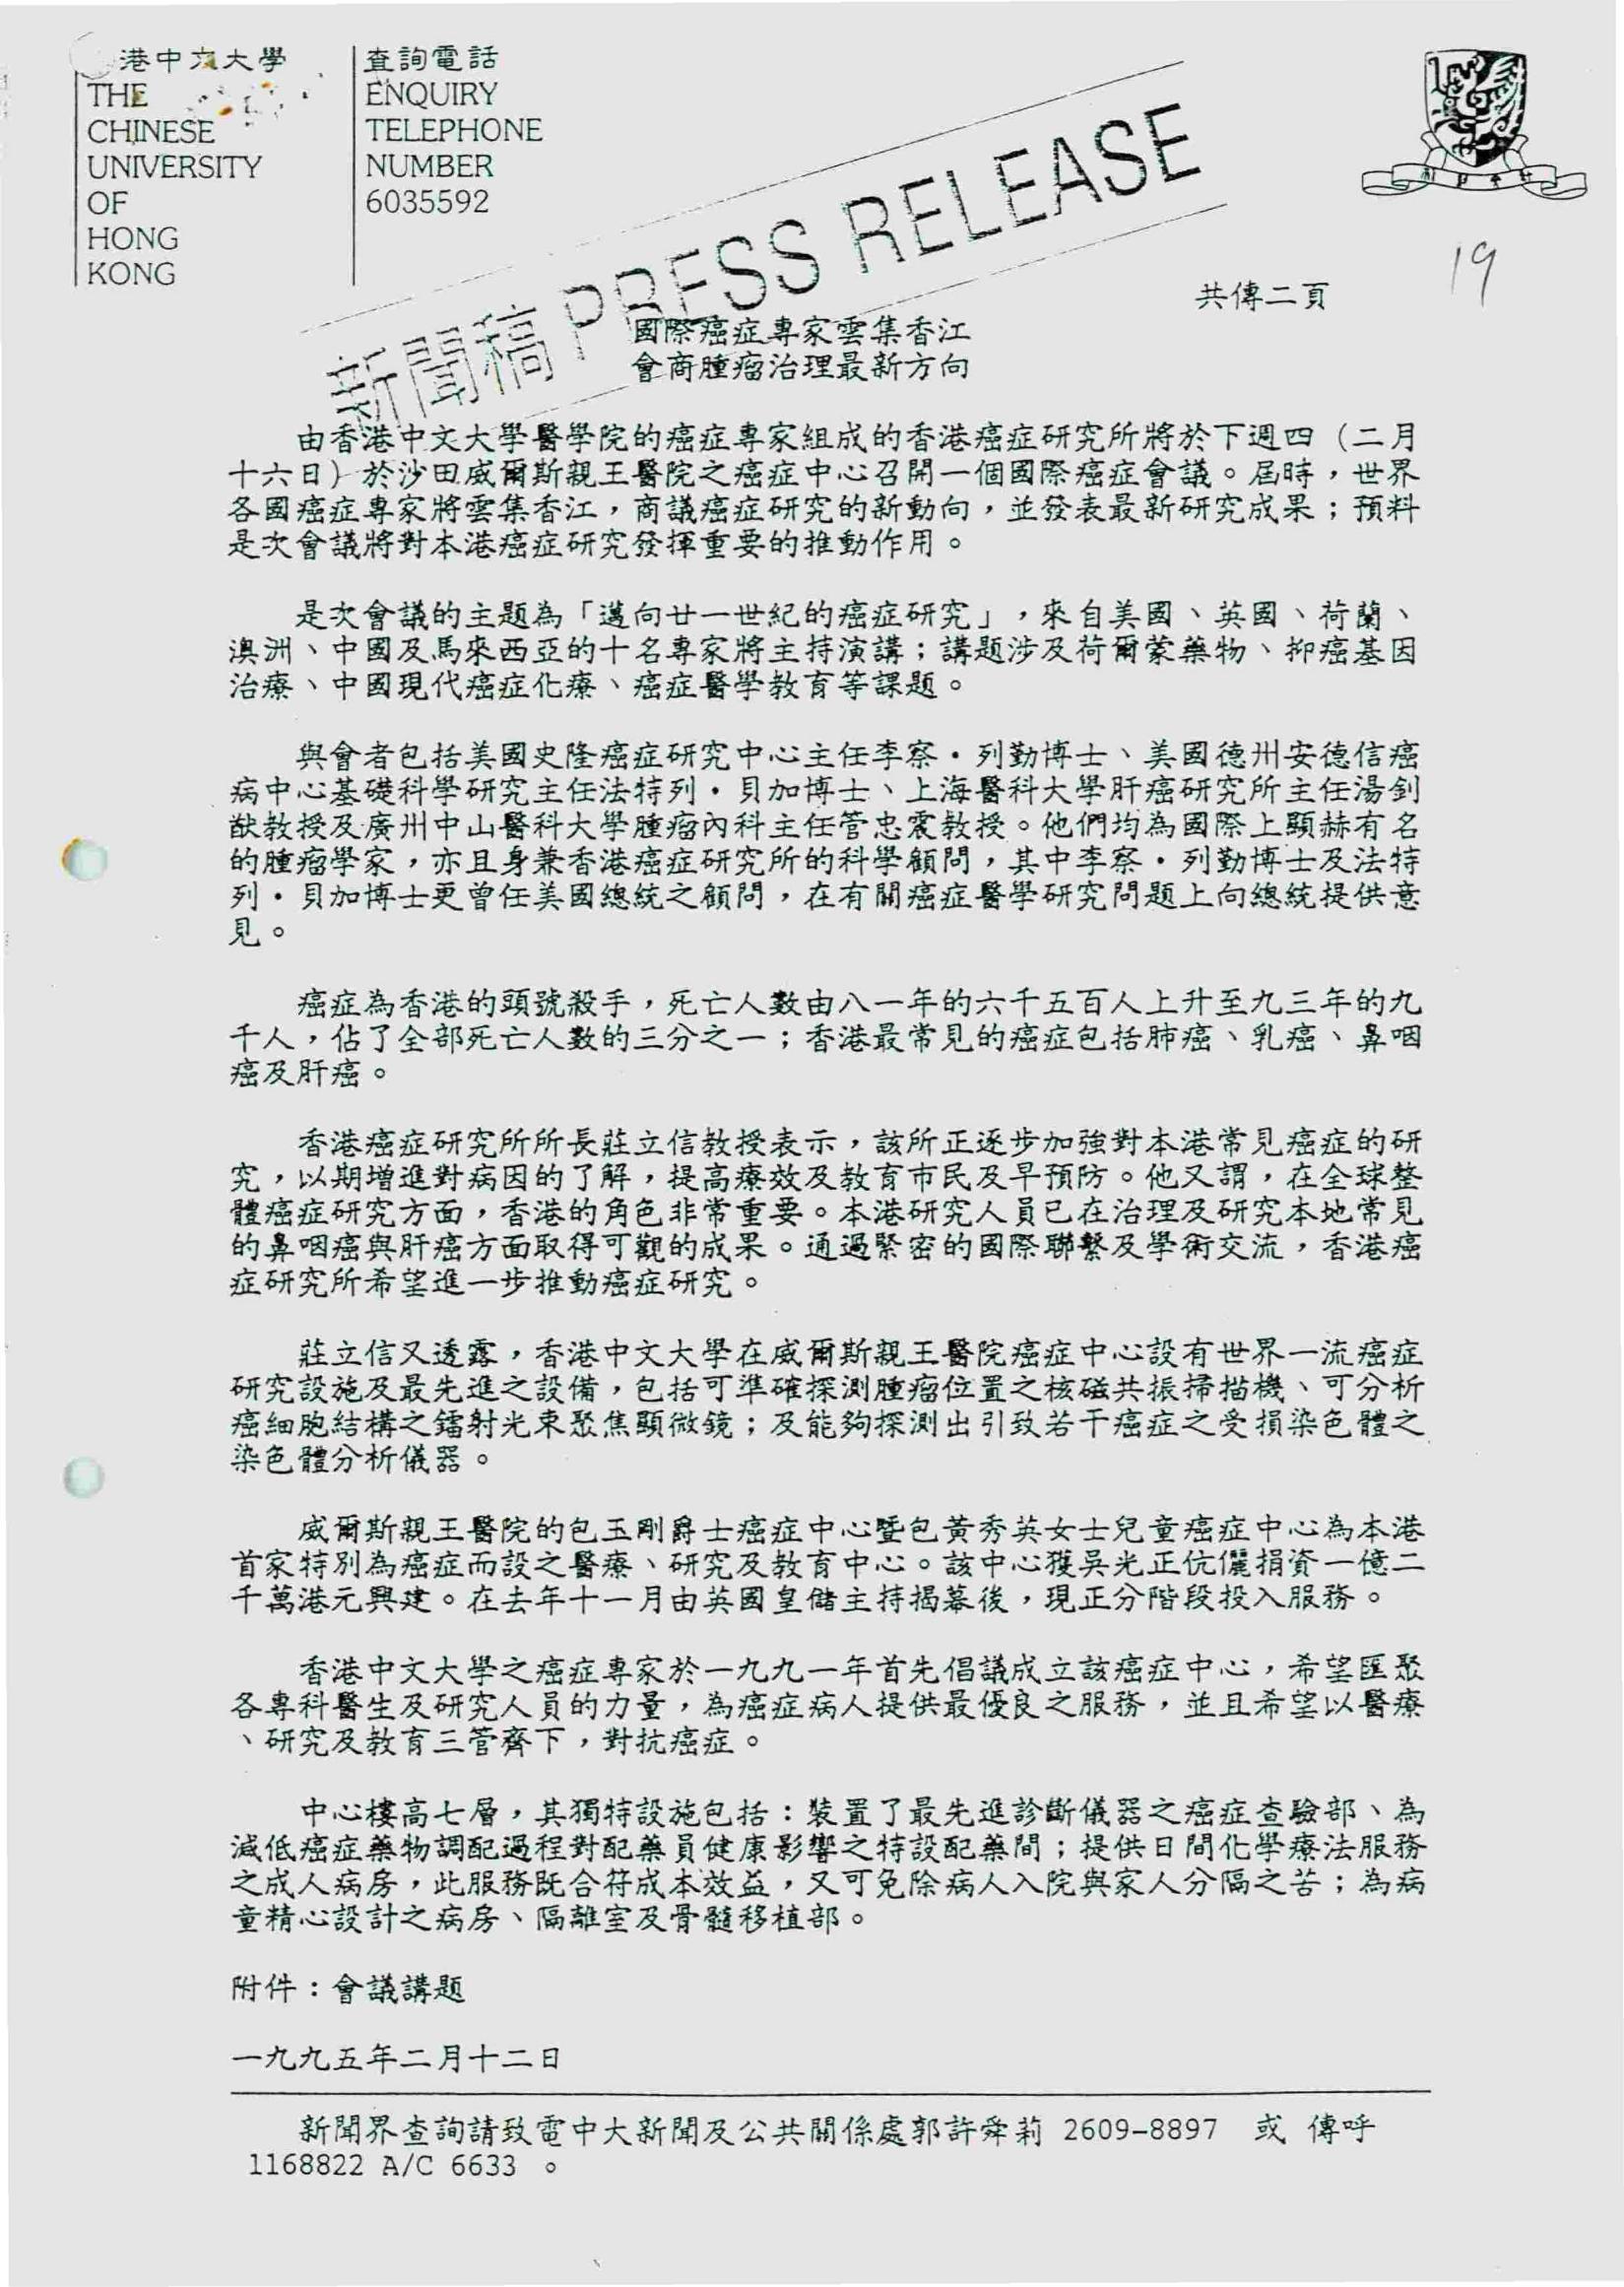 港中文大學
THE
CHINESE
UNIVERSITY
OF
HONG
KONG
查詢電話
ENQUIRY
TELEPHONE
NUMBER
6035592
新聞稿 PRESS RELEASE
19
共傳二頁
國際癌症專家雲集香江
會商腫瘤治理最新方向
由香港中文大學醫學院的癌症專家組成的香港癌症研究所將於下週四（二月
十六日）於沙田威爾斯親王醫院之癌症中心召開一個國際癌症會議。屆時，世界
各國癌症專家將雲集香江，商議癌症研究的新動向，並發表最新研究成果；預料
是次會議將對本港癌症研究發揮重要的推動作用。
是次會議的主題為「邁向廿一世紀的癌症研究」，來自美國、英國、荷蘭、
澳洲、中國及馬來西亞的十名專家將主持演講；講題涉及荷爾蒙藥物、抑癌基因
治療、中國現代癌症化療、癌症醫學教育等課題。
與會者包括美國史隆癌症研究中心主任李察・列勤博士、美國德州安德信癌
病中心基礎科學研究主任法特列・貝加博士、上海醫科大學肝癌研究所主任湯釗
猷教授及廣州中山醫科大學腫瘤內科主任管忠震教授。他們均為國際上顯赫有名
的腫瘤學家，亦且身兼香港癌症研究所的科學顧問，其中李察・列勤博士及法特
列・貝加博士更曾任美國總統之顧問，在有關癌症醫學研究問題上向總統提供意
見。
癌症為香港的頭號殺手，死亡人數由八一年的六千五百人上升至九三年的九
千人，佔了全部死亡人數的三分之一；香港最常見的癌症包括肺癌、乳癌、鼻咽
癌及肝癌。
香港癌症研究所所長莊立信教授表示，該所正逐步加強對本港常見癌症的研
究，以期增進對病因的了解，提高療效及教育市民及早預防。他又謂，在全球整
體癌症研究方面，香港的角色非常重要。本港研究人員已在治理及研究本地常見
的鼻咽癌與肝癌方面取得可觀的成果。通過緊密的國際聯繫及學術交流，香港癌
症研究所希望進一步推動癌症研究。
莊立信又透露，香港中文大學在威爾斯親王醫院癌症中心設有世界一流癌症
研究設施及最先進之設備，包括可準確探測腫瘤位置之核磁共振掃描機、可分析
癌細胞結構之鐳射光束聚焦顯微鏡；及能夠探測出引致若干癌症之受損染色體之
染色體分析儀器。
威爾斯親王醫院的包玉剛爵士癌症中心暨包黃秀英女士兒童癌症中心為本港
首家特別為癌症而設之醫療、研究及教育中心。該中心獲吳光正伉儷捐資一億二
千萬港元興建。在去年十一月由英國皇儲主持揭幕後，現正分階段投入服務。
香港中文大學之癌症專家於一九九一年首先倡議成立該癌症中心，希望匯聚
各專科醫生及研究人員的力量，為癌症病人提供最優良之服務，並且希望以醫療
、研究及教育三管齊下，對抗癌症。
中心樓高七層，其獨特設施包括：裝置了最先進診斷儀器之癌症查驗部、為
減低癌症藥物調配過程對配藥員健康影響之特設配藥間；提供日間化學療法服務
之成人病房，此服務既合符成本效益，又可免除病人入院與家人分隔之苦；為病
童精心設計之病房、隔離室及骨髓移植部。
附件：會議講題
一九九五年二月十二日
新聞界查詢請致電中大新聞及公共關係處郭許舜莉 2609-8897 或 傳呼
1168822 A/C 6633 。